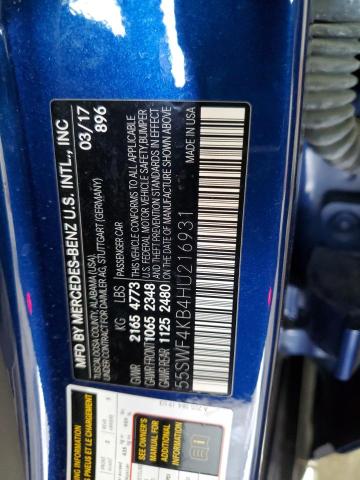 MFD BY MERCEDES-BENZ U.S. INTL., INC
TUSCALOOSA COUNTY, ALABAMA (USA),
UNDER CONTRACT FOR DAIMLER AG, STUTTGART (GERMANY)
03/17
896
KG LBS PASSENGER CAR
GVWR 2165 4773
GAWR FRONT 1065 2348
GAWR 1125 2480
THIS VEHICLE CONFORMS TO ALL APPLICABLE
U.S. FEDERAL MOTOR VEHICLE SAFETY, BUMPER
AND THEFT PREVENTION STANDARDS IN EFFECT
ON THE DATE OF MANUFACTURE SHOWN ABOVE
MADE IN USA
55SWF4KB4HU216931
SEE OWNER'S
MANUAL FOR
ADDITIONAL
INFORMATION
PNEUS ET LE CHARGEMENT